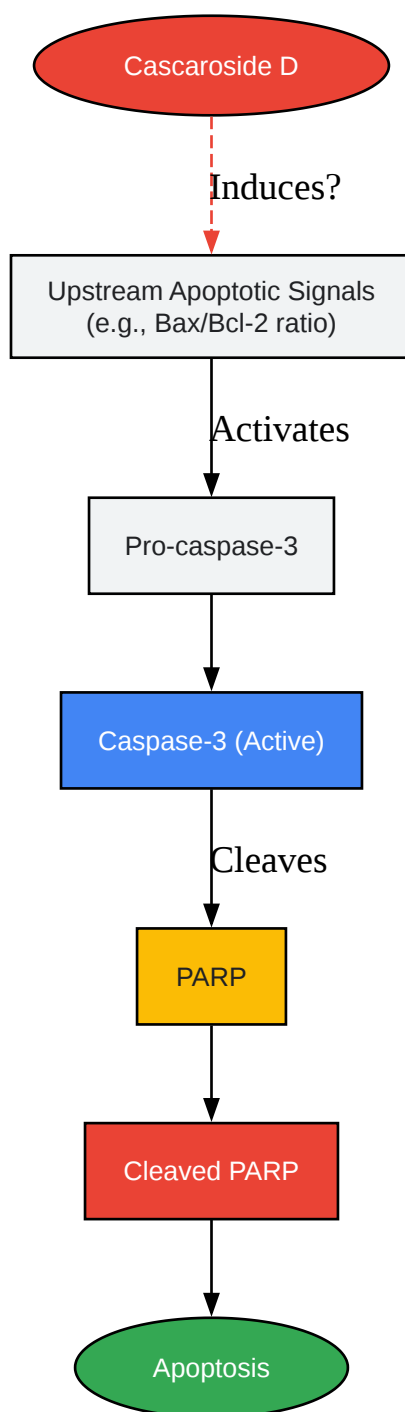 Cascaroside D
Induces?
Upstream Apoptotic Signals
(e.g., Bax/Bcl-2 ratio)
Activates
Pro-caspase-3
Caspase-3 (Active)
Cleaves
PARP
Cleaved PARP
Apoptosis